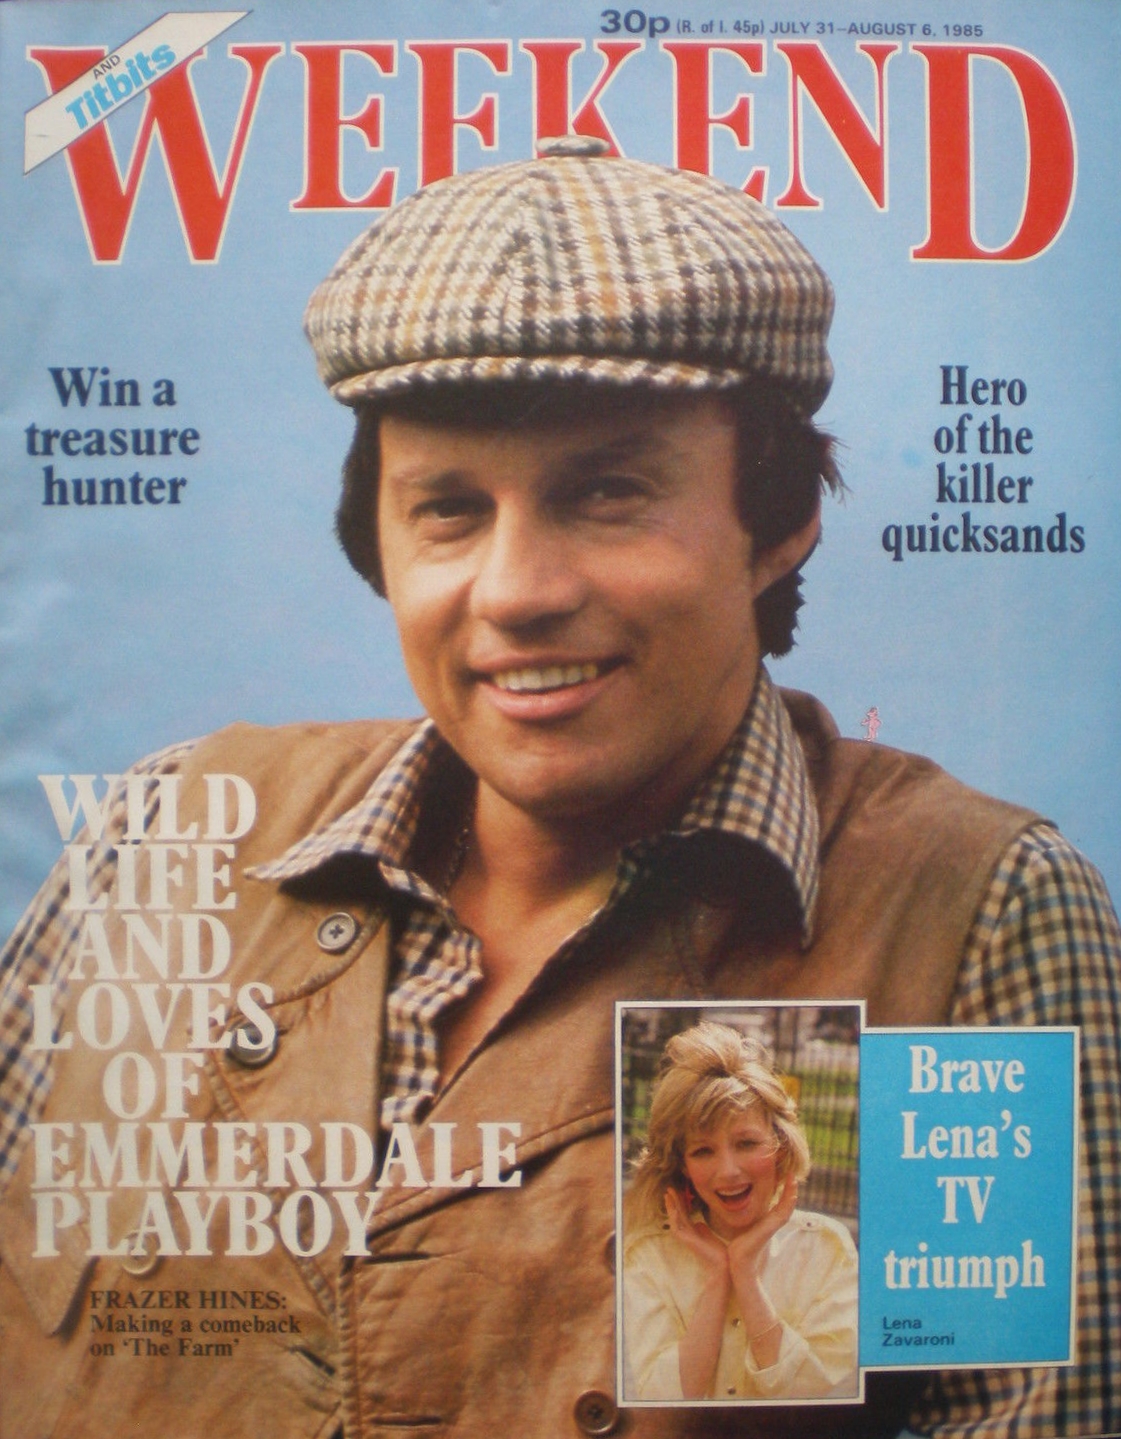 30p (R. of I. 45p) JULY 31–AUGUST 6, 1985
AND
Titbits
WEEKEND
Win a
treasure
hunter
Hero
of the
killer
quicksands
WILD
LIFE
AND
LOVES
OF
EMMERDALE
PLAYBOY
FRAZER HINES:
Making a comeback
on ‘The Farm’
Brave
Lena’s
TV
triumph
Lena
Zavaroni